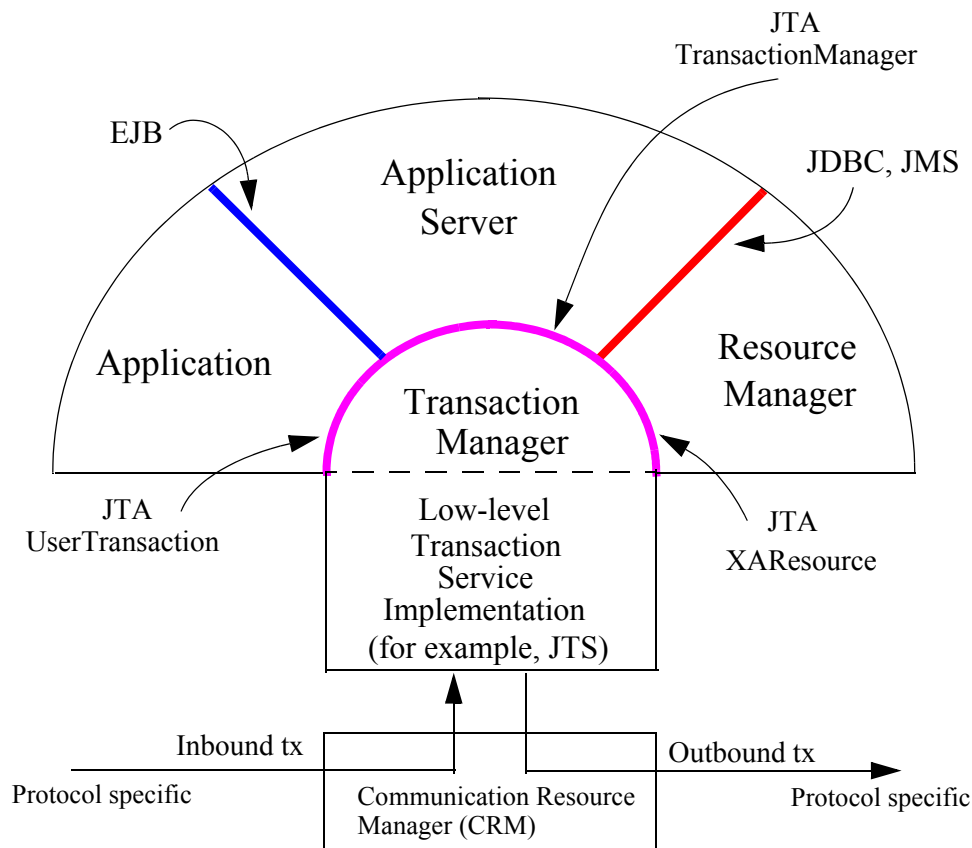 JTA
TransactionManager
EJB
JDBC, JMS
Application
Server
Application
Resource
Manager
Transaction
Manager
JTA
UserTransaction
Low-level
Transaction
Service
Implementation
(for example, JTS)
JTA
XAResource
Inbound tx
Outbound tx
Protocol specific
Communication Resource
Manager (CRM)
Protocol specific